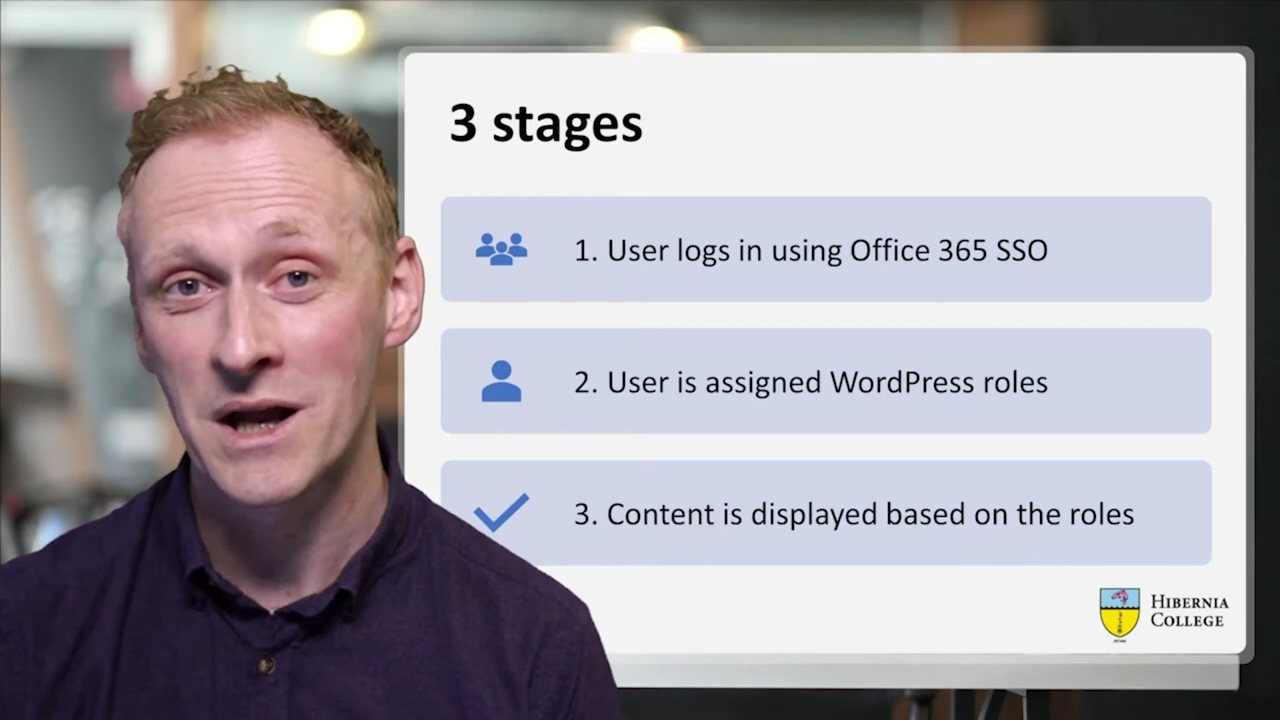 3 stages
1. User logs in using Office 365 SSO
2. User is assigned WordPress roles
3. Content is displayed based on the roles
HIBERNIA
COLLEGE